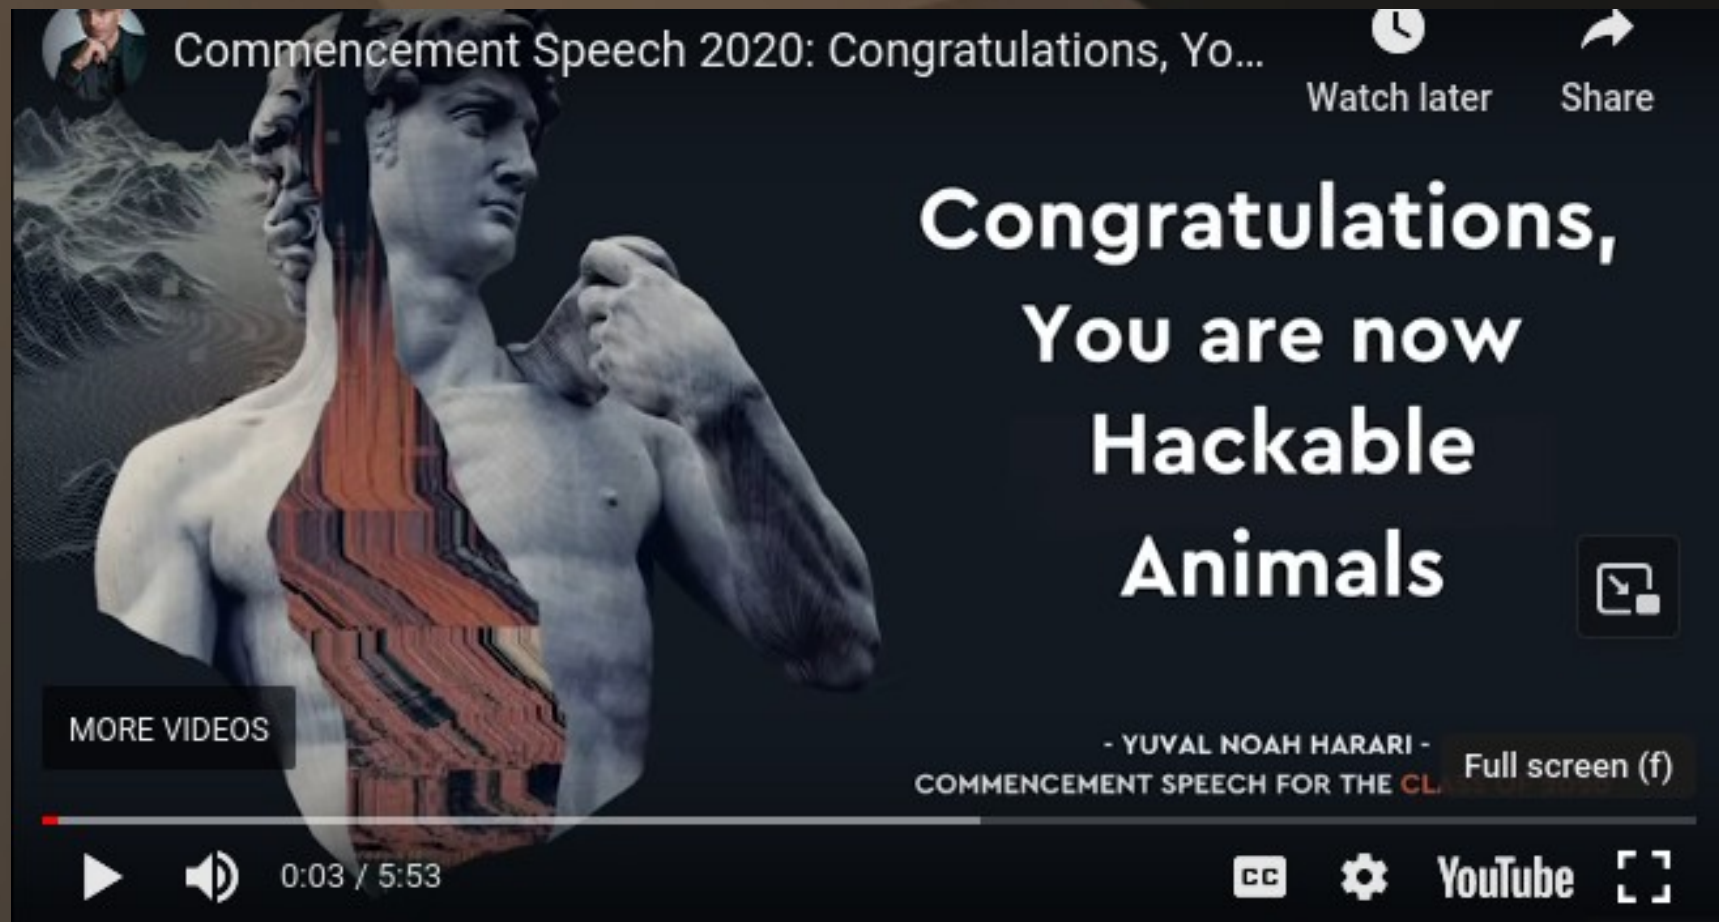 Commencement Speech 2020: Congratulations, Yo...
Watch later
Share
Congratulations,
You are now
Hackable
Animals
MORE VIDEOS
- YUVAL NOAH HARARI -
COMMENCEMENT SPEECH FOR THE
Full screen (f)
0:03 / 5:53
CC
YouTube